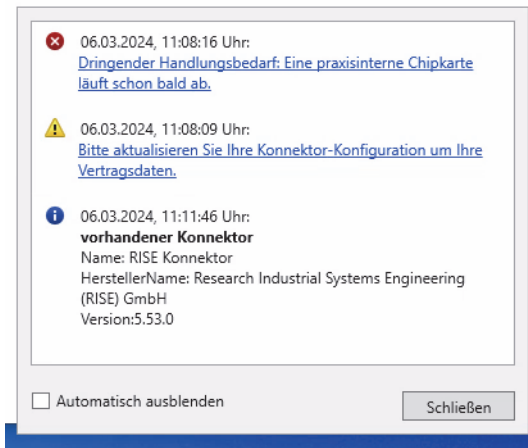 06.03.2024, 11:08:16 Uhr:
Dringender Handlungsbedarf: Eine praxisinterne Chipkarte
läuft schon bald ab.
06.03.2024, 11:08:09 Uhr:
Bitte aktualisieren Sie Ihre Konnektor-Konfiguration um Ihre
Vertragsdaten.
06.03.2024, 11:11:46 Uhr:
vorhandener Konnektor
Name: RISE Konnektor
HerstellerName: Research Industrial Systems Engineering
(RISE) GmbH
Version:5.53.0
Automatisch ausblenden
Schließen